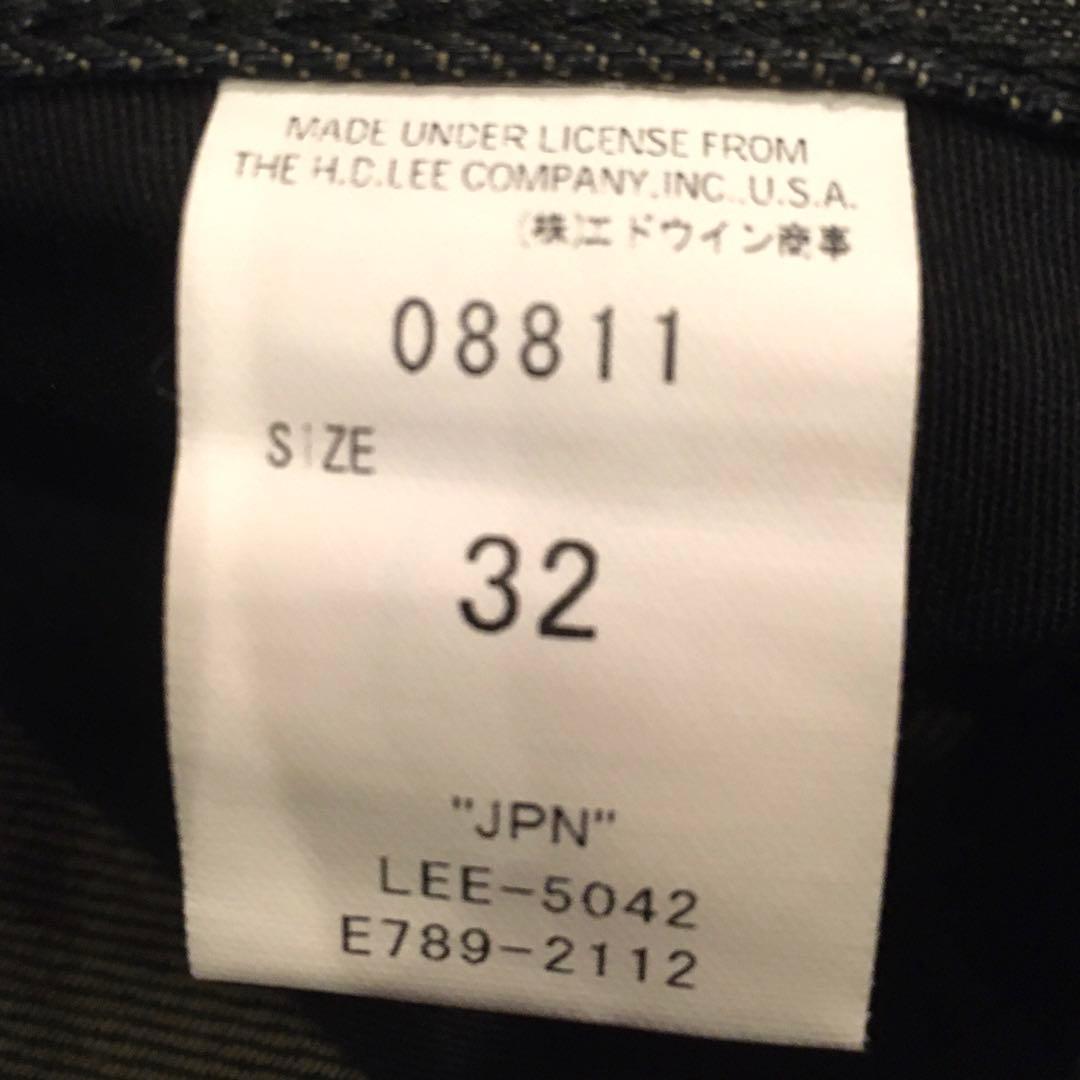 MADE UNDER LICENSE FROM
THE H.D.LEE COMPANY.INC..U.S.A.
(株)エドウイン商事
08811
SIZE
32
"JPN"
LEE-5042
E789-2112